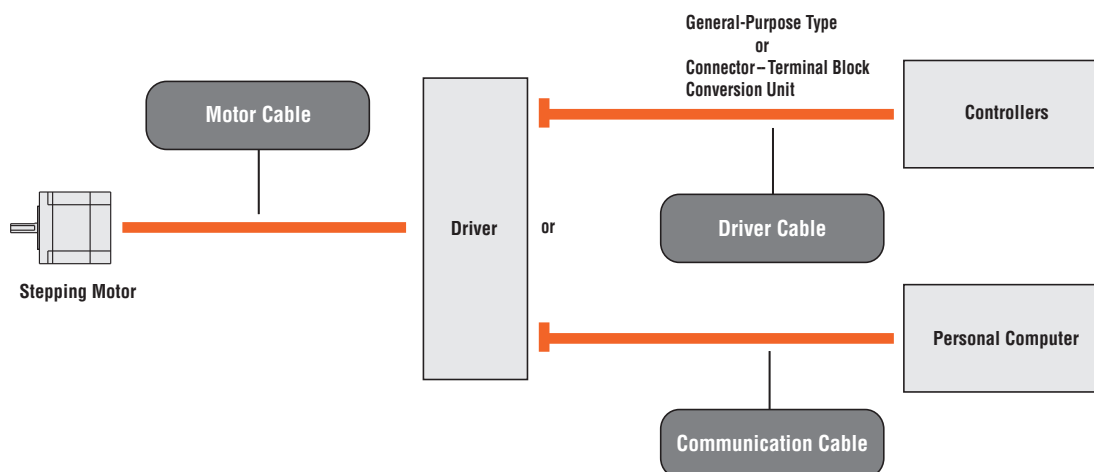 General-Purpose Type
or
Connector–Terminal Block
Conversion Unit
Motor Cable
Controllers
Driver
or
Driver Cable
Stepping Motor
Personal Computer
Communication Cable